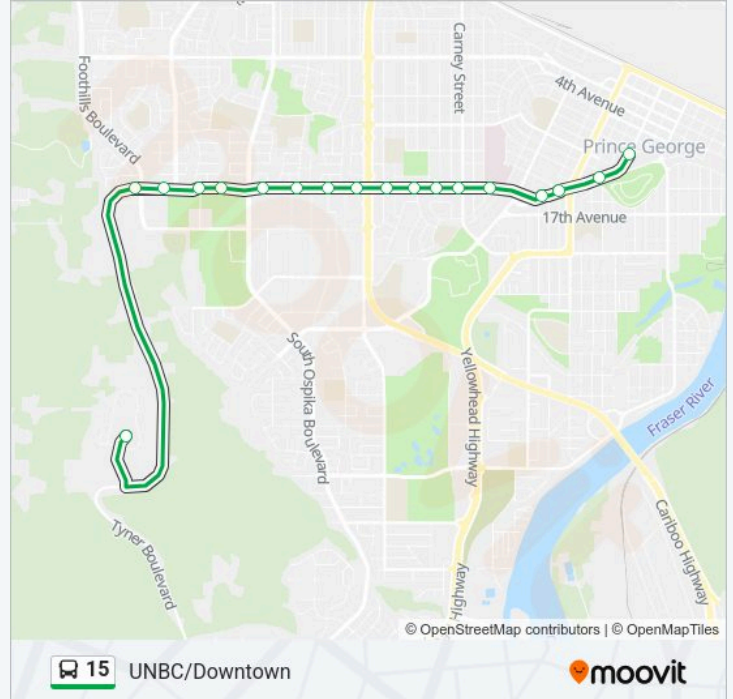 Carney Street
Foothills Boulevard
4th Avenue
Prince George
17th Avenue
South Ospika Boulevard
Yellowhead Highway
Fraser River
Tyner Boulevard
Cariboo Highway
Highway
© OpenStreetMap contributors | © OpenMapTiles
15 UNBC/Downtown
moovit